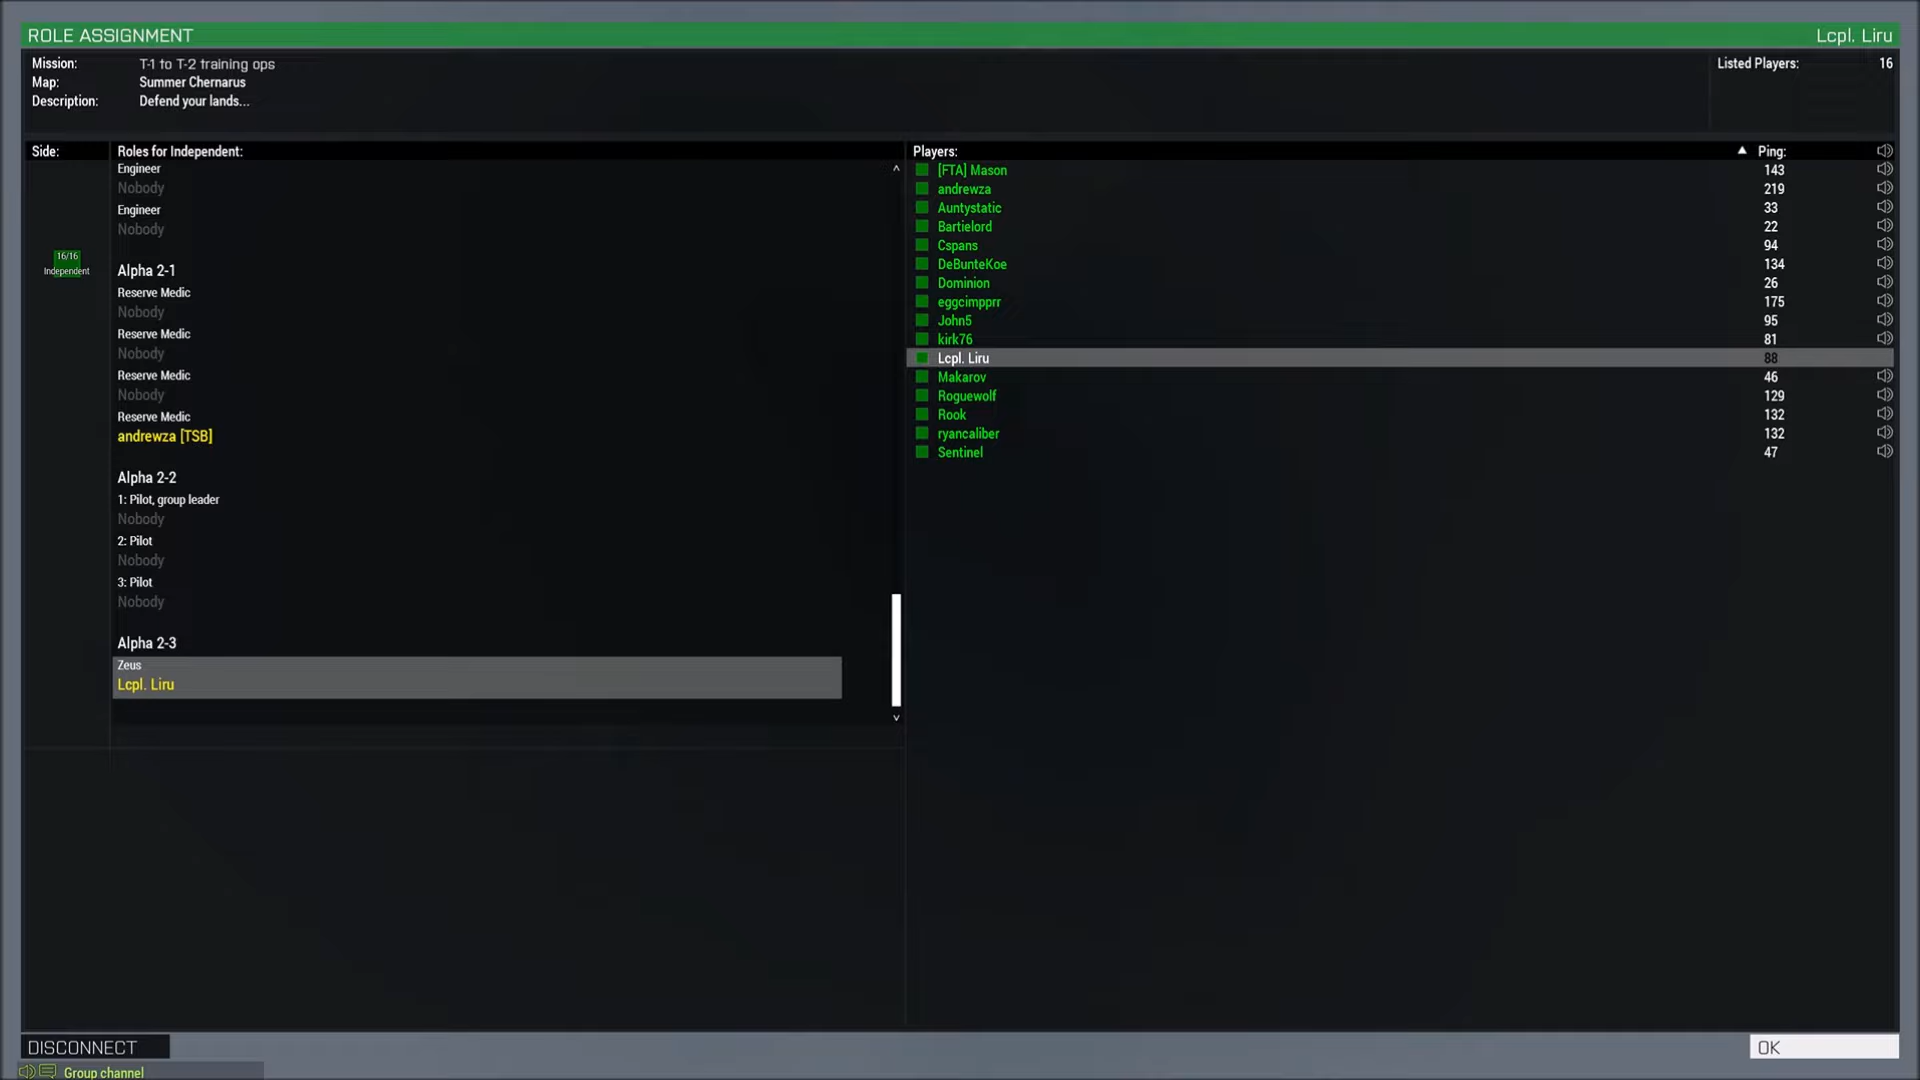 ROLE ASSIGNMENT Lcpl. Liru
Mission: T-1 to T-2 training ops Listed Players: 16
Map: Summer Chernarus
Description: Defend your lands...
Side: Roles for Independent:
Engineer
Nobody
Engineer
Nobody
16/16
Independent
Alpha 2-1
Reserve Medic
Nobody
Reserve Medic
Nobody
Reserve Medic
Nobody
Reserve Medic
andrewza [TSB]
Alpha 2-2
1: Pilot, group leader
Nobody
2: Pilot
Nobody
3: Pilot
Nobody
Alpha 2-3
Zeus
Lcpl. Liru
Players: Ping:
[FTA] Mason 143
andrewza 219
Auntystatic 33
Bartielord 22
Cspans 94
DeBunteKoe 134
Dominion 26
eggcimpprr 175
John5 95
kirk76 81
Lcpl. Liru 88
Makarov 46
Roguewolf 129
Rook 132
ryancaliber 132
Sentinel 47
DISCONNECT OK
Group channel